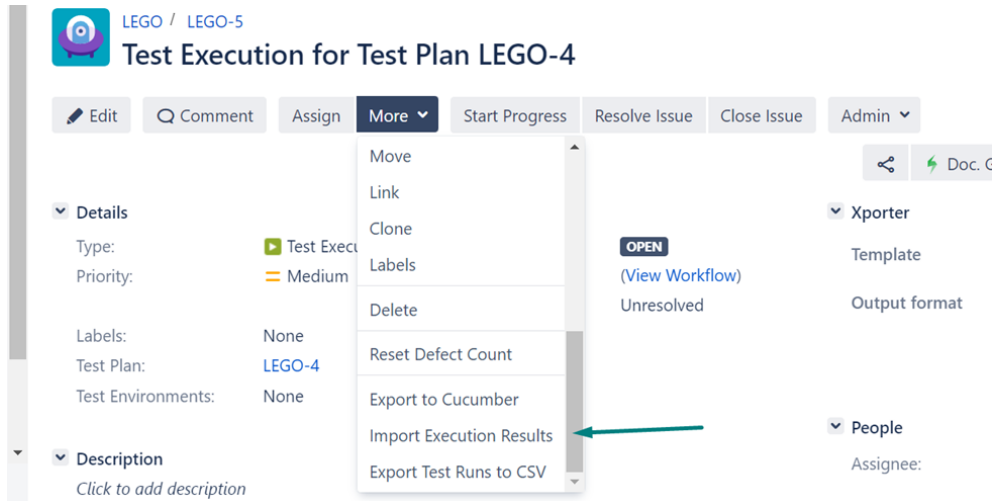 LEGO / LEGO-5
Test Execution for Test Plan LEGO-4
Edit Comment Assign More Start Progress Resolve Issue Close Issue Admin
Doc.
Move
Link
Clone
Labels
Delete
Reset Defect Count
Export to Cucumber
Import Execution Results
Export Test Runs to CSV
Details
Type: Test
OPEN
Priority: Medium
(View Workflow)
Unresolved
Labels: None
Test Plan: LEGO-4
Test Environments: None
Description
Click to add description
Xporter
Template
Output format
People
Assignee: